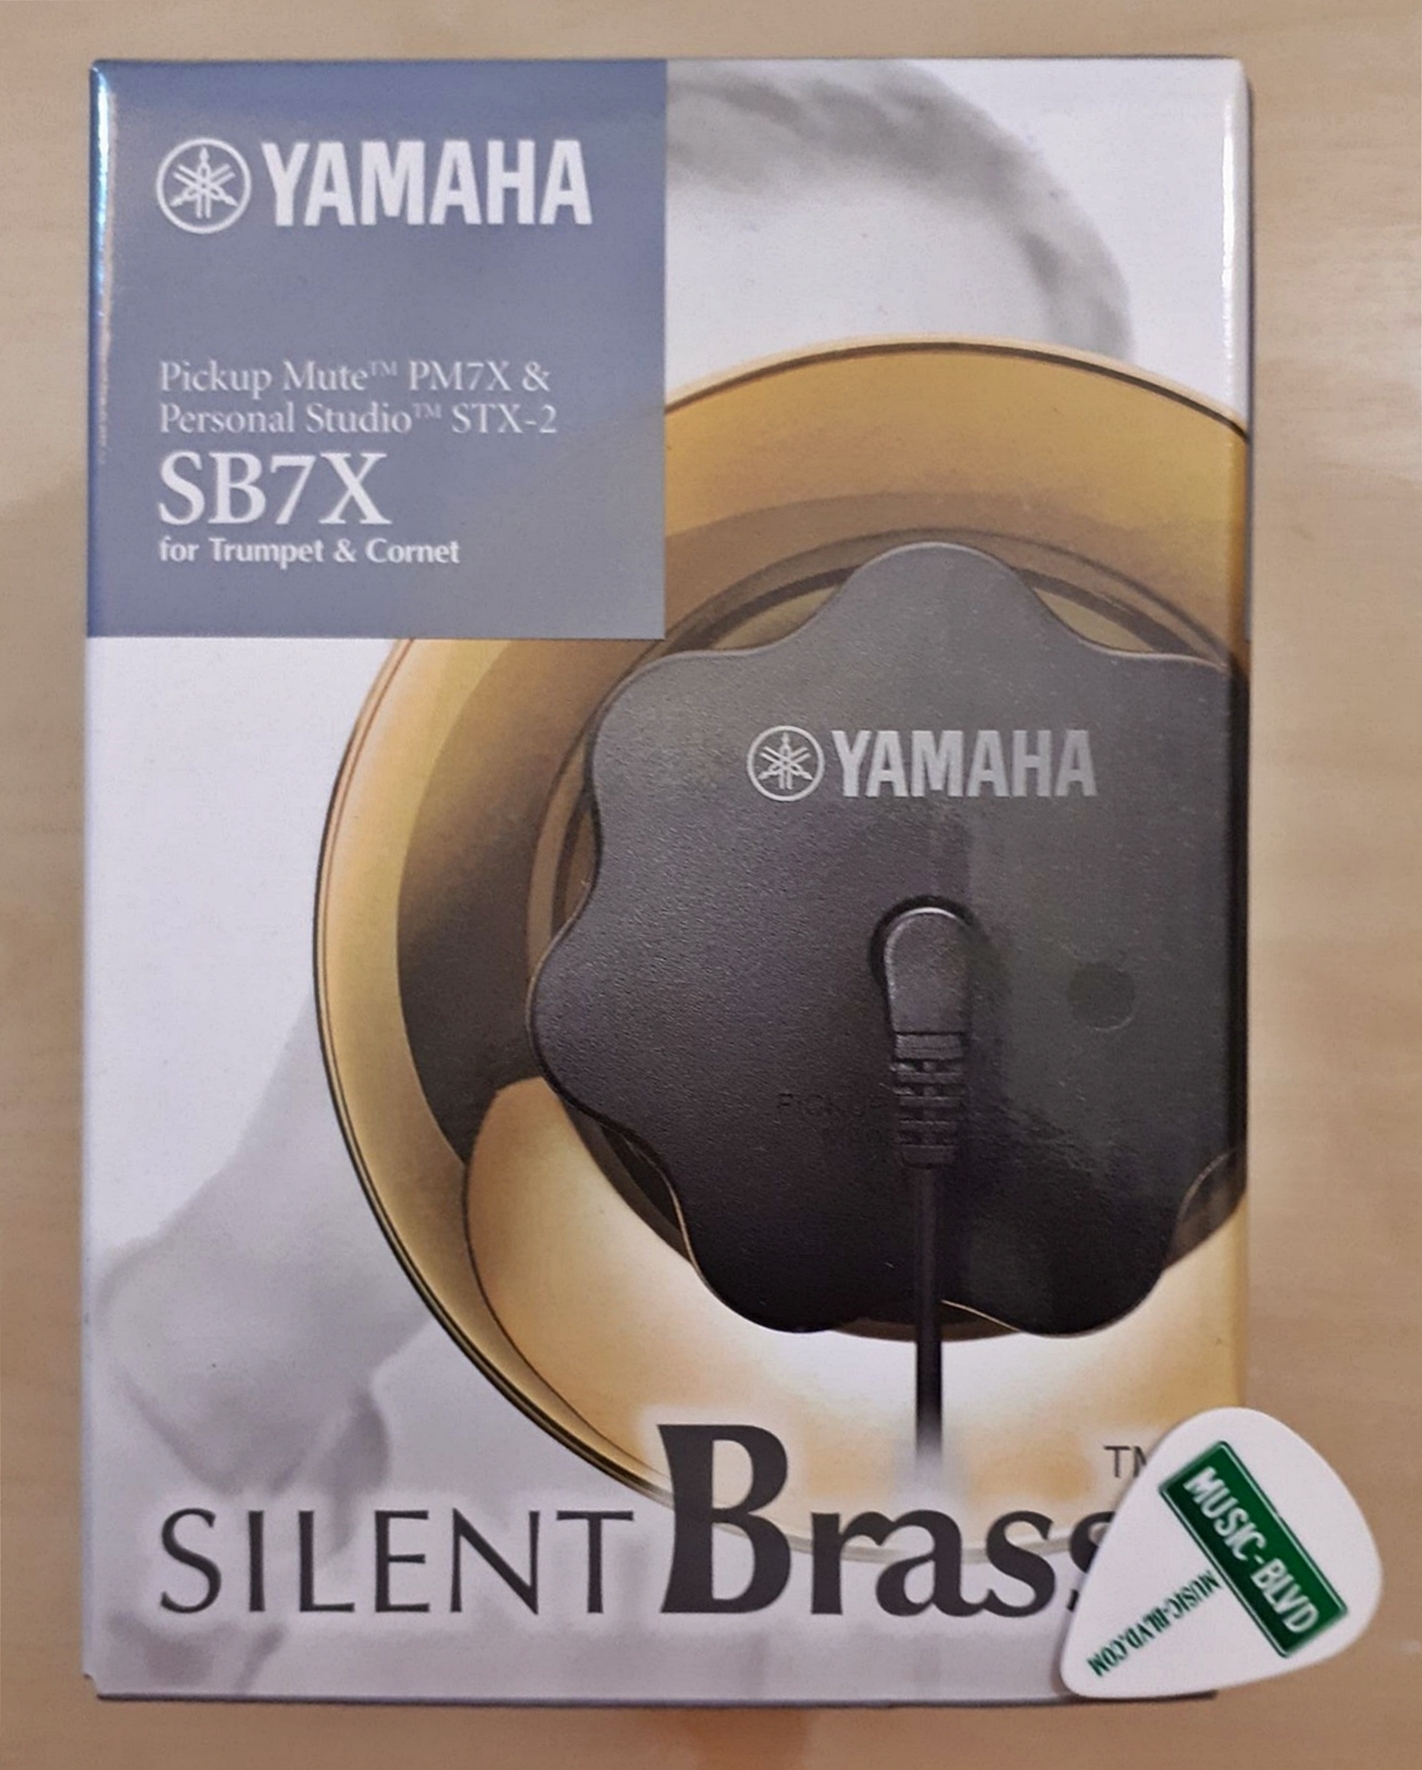 YAMAHA
Pickup Mute™ PM7X &
Personal Studio™ STX-2
SB7X
for Trumpet & Cornet
YAMAHA
PICKUP
SILENT Brass™
MUSIC-BLVD
MUSIC-BLVD.COM